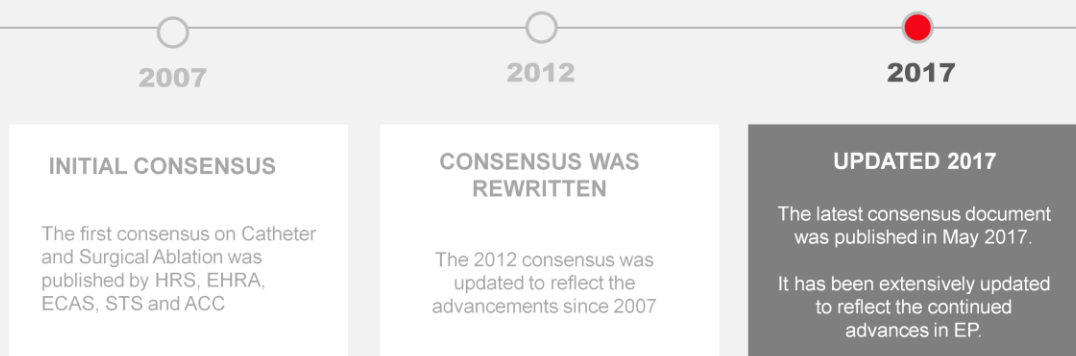 2007
2012
2017
INITIAL CONSENSUS
The first consensus on Catheter
and Surgical Ablation was
published by HRS, EHRA,
ECAS, STS and ACC
CONSENSUS WAS
REWRITTEN
The 2012 consensus was
updated to reflect the
advancements since 2007
UPDATED 2017
The latest consensus document
was published in May 2017.
It has been extensively updated
to reflect the continued
advances in EP.